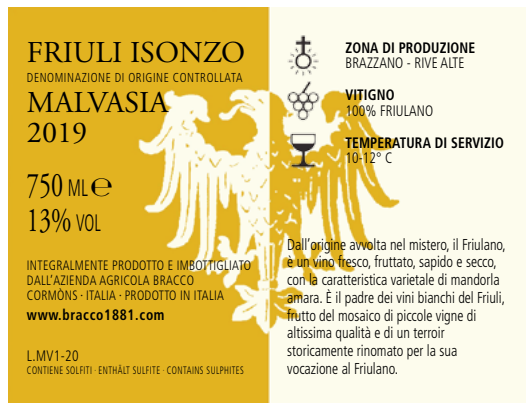 FRIULI ISONZO
DENOMINAZIONE DI ORIGINE CONTROLLATA
MALVASIA
2019
750 ML ℮
13% VOL
INTEGRALMENTE PRODOTTO E IMBOTTIGLIATO
DALL'AZIENDA AGRICOLA BRACCO
CORMÒNS · ITALIA · PRODOTTO IN ITALIA
www.bracco1881.com
L.MV1-20
CONTIENE SOLFITI · ENTHÄLT SULFITE · CONTAINS SULPHITES
ZONA DI PRODUZIONE
BRAZZANO - RIVE ALTE
VITIGNO
100% FRIULANO
TEMPERATURA DI SERVIZIO
10-12° C
Dall'origine avvolta nel mistero, il Friulano,
è un vino fresco, fruttato, sapido e secco,
con la caratteristica varietale di mandorla
amara. È il padre dei vini bianchi del Friuli,
frutto del mosaico di piccole vigne di
altissima qualità e di un terroir
storicamente rinomato per la sua
vocazione al Friulano.